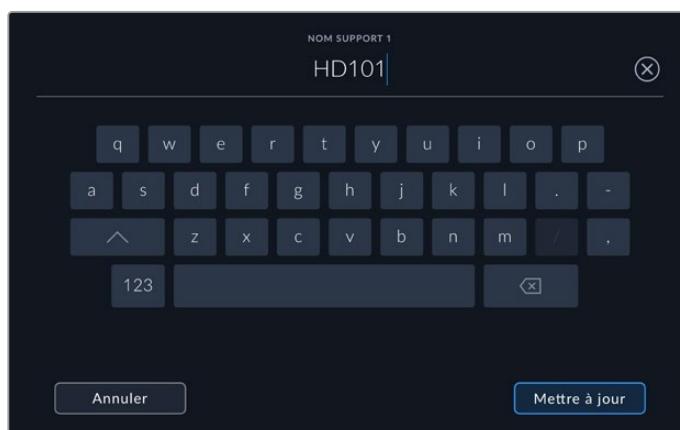 NOM SUPPORT 1
HD101
q w e r t y u i o p
a s d f g h j k l . -
z x c v b n m / ,
123
Annuler Mettre à jour